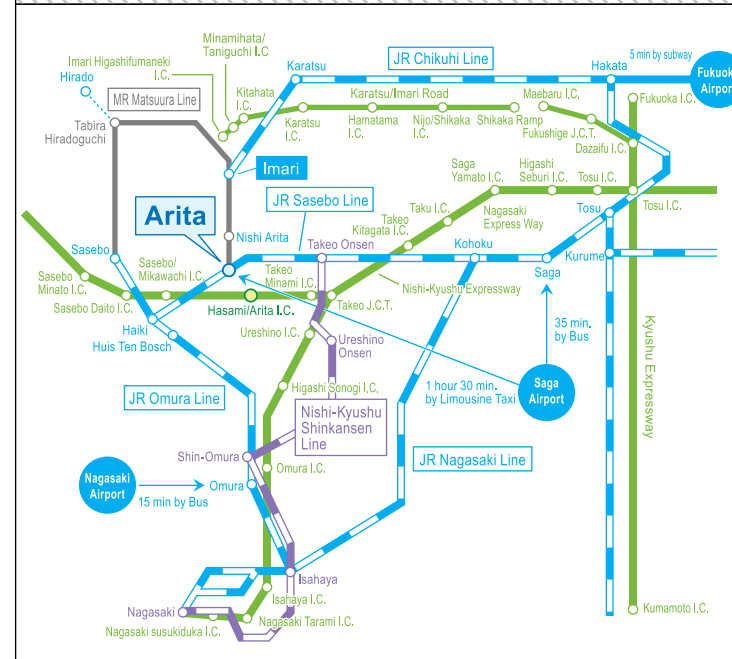 Minamihata/
Taniguchi I.C
Imari Higashifumaneki
I.C.
Hirado
MR Matsuura Line
Kitahata
I.C.
Karatsu
JR Chikuhi Line
Hakata
5 min by subway
Fukuoka
Airport
Tabira
Hiradoguchi
Karatsu
I.C.
Karatsu/Imari Road
Hamatama
I.C.
Nijo/Shikaka
I.C.
Shikaka Ramp
Maebaru I.C.
Fukushige J.C.T.
Dazaifu I.C.
Fukuoka I.C.
Imari
Saga
Yamato I.C.
Higashi
Seburi I.C.
Tosu I.C.
Tosu I.C.
Arita
JR Sasebo Line
Taku I.C.
Nagasaki
Express Way
Tosu
Nishi Arita
Takeo
Kitagata I.C.
Sasebo
Takeo Onsen
Kohoku
Saga
Kurume
Sasebo
Minato I.C.
Sasebo/
Mikawachi I.C.
Takeo
Minami I.C.
Nishi-Kyushu Expressway
Sasebo Daito I.C.
Hasami/Arita I.C.
Takeo J.C.T.
Haiki
Huis Ten Bosch
Ureshino I.C.
Ureshino
Onsen
35 min.
by Bus
Kyushu Expressway
JR Omura Line
Higashi Sonogi I,C,
1 hour 30 min.
by Limousine Taxi
Saga
Airport
Nishi-Kyushu
Shinkansen
Line
Shin-Omura
JR Nagasaki Line
Nagasaki
Airport
15 min by Bus
Omura
Omura I.C.
Isahaya
Isahaya I.C.
Nagasaki
Nagasaki susukiduka I.C.
Nagasaki Tarami I.C.
Kumamoto I.C.